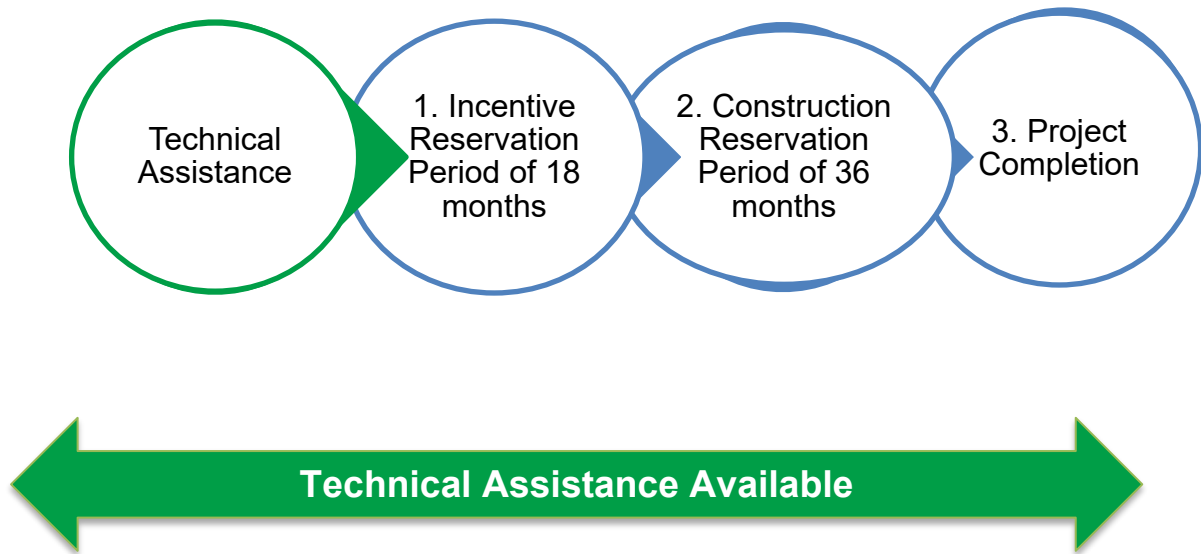 Technical
Assistance
1. Incentive
Reservation
Period of 18
months
2. Construction
Reservation
Period of 36
months
3. Project
Completion
Technical Assistance Available